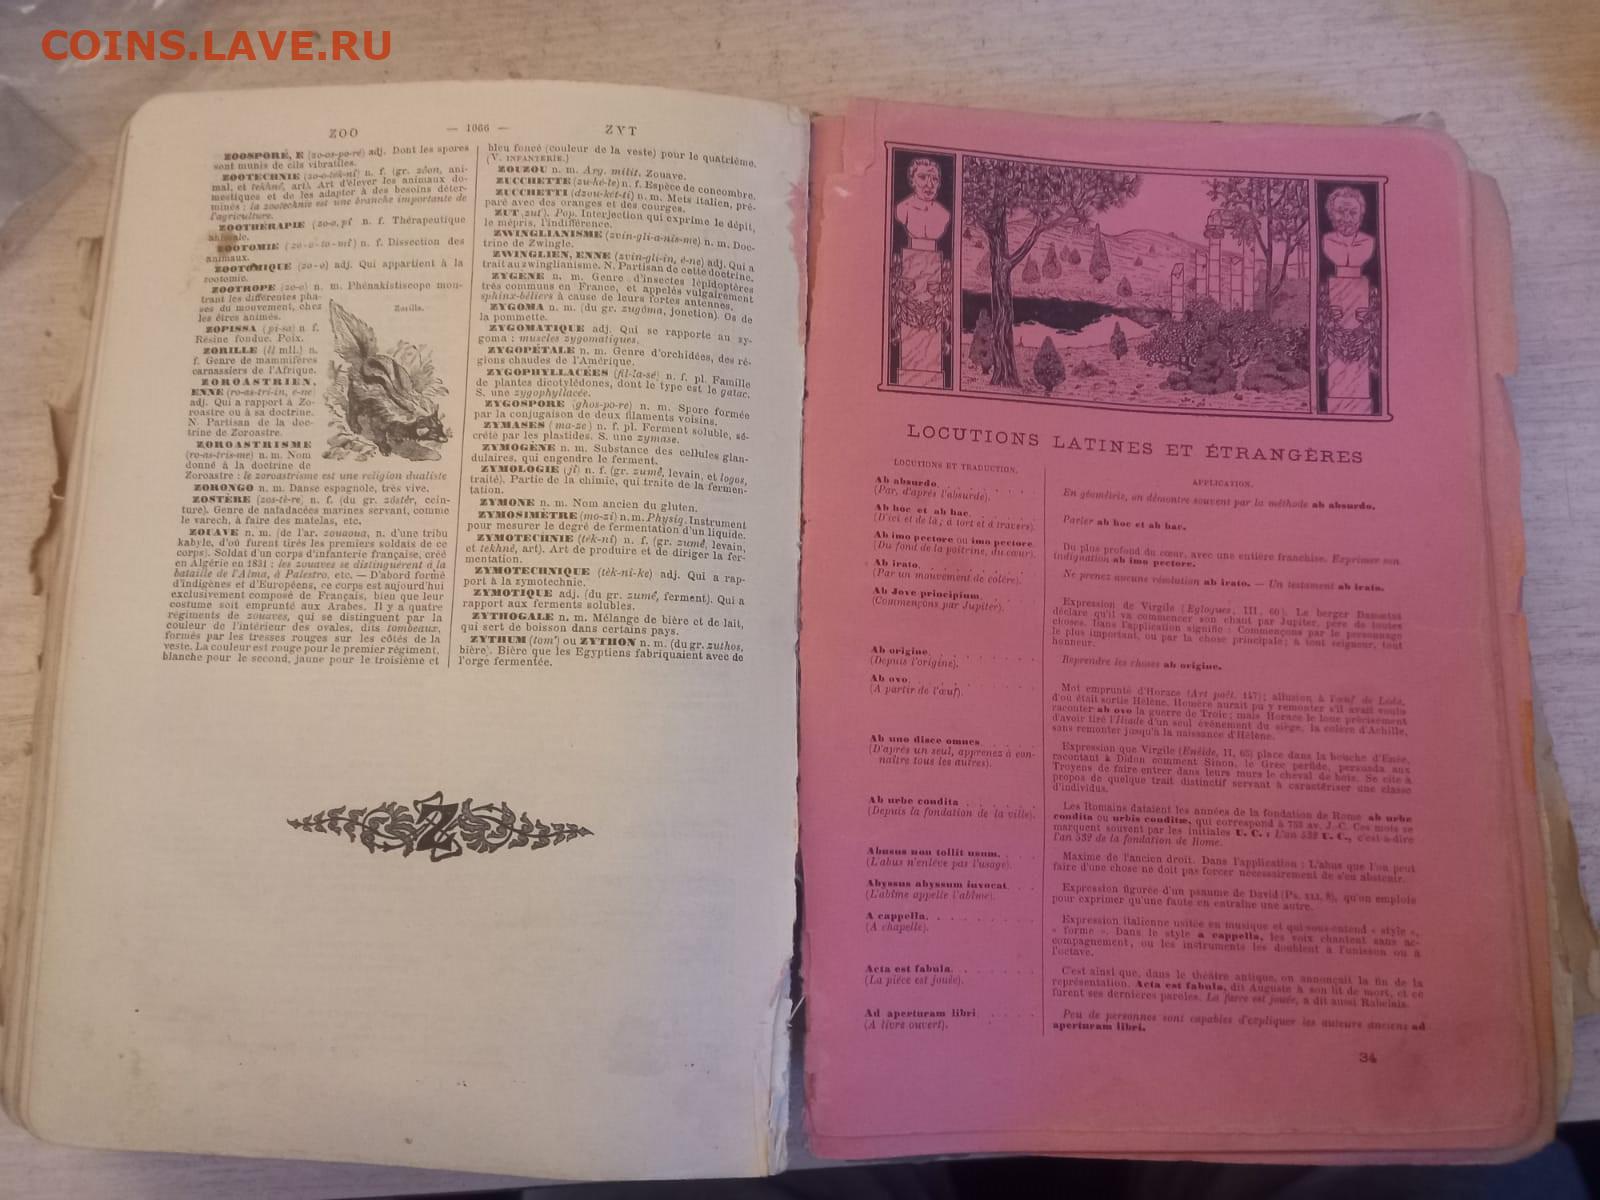 COINS.LAVE.RU
ZOO — 1066 — ZYT
ZOOSPORE, E (zo-os-po-ré) adj. Dont les spores
sont munis de cils vibratiles.
ZOOTECHNIE (zo-o-tèk-nî) n. f. (gr. zôon, ani-
mal, et tekhnê, art). Art d'élever les animaux do-
mestiques et de les adapter à des besoins déter-
minés : la zootechnie est une branche importante de
l'agriculture.
ZOOTHÉRAPIE (zo-o, pî n. f. Thérapeutique
animale.
ZOOTOMIE (zo-o-to-mî) n. f. Dissection des
animaux.
ZOOTOMIQUE (zo-o) adj. Qui appartient à la
zootomie.
ZOOTROPE (zo-o) n. m. Phénakistiscope mon-
trant les différentes pha-
ses du mouvement, chez
les êtres animés.
Zorille.
ZOPISSA (pi-sa) n f.
Résine fondue. Poix.
ZORILLE (ll mll.) n.
f. Genre de mammifères
carnassiers de l'Afrique.
ZOROASTRIEN,
ENNE (ro-as-tri-in, è-ne)
adj. Qui a rapport à Zo-
roastre ou à sa doctrine.
N. Partisan de la doc-
trine de Zoroastre.
ZOROASTRISME
(ro-as-tris-me) n. m. Nom
donné à la doctrine de
Zoroastre : le zoroastrisme est une religion dualiste
ZORONGO n. m. Danse espagnole, très vive.
ZOSTÈRE (zos-tè-re) n. f. (du gr. zôstêr, cein-
ture). Genre de naïadacées marines servant, comme
le varech, à faire des matelas, etc.
ZOUAVE n. m. (de l'ar. zouaoua, n. d'une tribu
kabyle, d'où furent tirés les premiers soldats de ce
corps). Soldat d'un corps d'infanterie française, créé
en Algérie en 1831 : les zouaves se distinguèrent à la
bataille de l'Alma, à Palestro, etc. — D'abord formé
d'Indigènes et d'Européens, ce corps est aujourd'hui
exclusivement composé de Français, bien que leur
costume soit emprunté aux Arabes. Il y a quatre
régiments de zouaves, qui se distinguent par la
couleur de l'intérieur des ovales, dits tombeaux,
formés par les tresses rouges sur les côtés de la
veste. La couleur est rouge pour le premier régiment,
blanche pour le second, jaune pour le troisième et
bleu foncé (couleur de la veste) pour le quatrième.
(V. INFANTERIE.)
ZOUZOU n. m. Arg. milit. Zouave.
ZUCCHETTE (zu-kè-te) n. f. Espèce de concombre.
ZUCCHETTI (dzou-kèt-ti) n. m. Mets italien, pré-
paré avec des oranges et des courges.
ZUT (zut'). Pop. Interjection qui exprime le dépit,
le mépris, l'indifférence.
ZWINGLIANISME (zvin-gli-a-nis-me) n. m. Doc-
trine de Zwingle.
ZWINGLIEN, ENNE (zvin-gli-in, è-ne) adj. Qui a
trait au zwinglianisme. N. Partisan de cette doctrine.
ZYGÈNE n. m. Genre d'insectes lépidoptères
très communs en France, et appelés vulgairement
sphinx-béliers à cause de leurs fortes antennes.
ZYGOMA n. m. (du gr. zugôma, jonction). Os de
la pommette.
ZYGOMATIQUE adj. Qui se rapporte au zy-
goma : muscles zygomatiques.
ZYGOPÉTALE n. m. Genre d'orchidées, des ré-
gions chaudes de l'Amérique.
ZYGOPHYLLACÉES (fil-la-sé) n. f. pl. Famille
de plantes dicotylédones, dont le type est le gaïac.
S. une zygophyllacée.
ZYGOSPORE (ghos-po-re) n. m. Spore formée
par la conjugaison de deux filaments voisins.
ZYMASES (ma-ze) n. f. pl. Ferment soluble, sé-
crété par les plastides. S. une zymase.
ZYMOGÈNE n. m. Substance des cellules glan-
dulaires, qui engendre le ferment.
ZYMOLOGIE (jî) n. f. (gr. zumê, levain, et logos,
traité). Partie de la chimie, qui traite de la fermen-
tation.
ZYMONE n. m. Nom ancien du gluten.
ZYMOSIMÈTRE (mo-zi) n. m. Physiq. Instrument
pour mesurer le degré de fermentation d'un liquide.
ZYMOTECHNIE (tèk-nî) n. f. (gr. zumê, levain,
et tekhnê, art). Art de produire et de diriger la fer-
mentation.
ZYMOTECHNIQUE (tèk-ni-ke) adj. Qui a rap-
port à la zymotechnie.
ZYMOTIQUE adj. (du gr. zumê, ferment). Qui a
rapport aux ferments solubles.
ZYTHOGALE n. m. Mélange de bière et de lait,
qui sert de boisson dans certains pays.
ZYTHUM (tom') ou ZYTHON n. m. (du gr. zuthos,
bière). Bière que les Egyptiens fabriquaient avec de
l'orge fermentée.
Z
LOCUTIONS LATINES ET ÉTRANGÈRES
LOCUTIONS ET TRADUCTION. APPLICATION.
Ab absurdo.
(Par, d'après l'absurde).
En géométrie, on démontre souvent par la méthode ab absurdo.
Ab hoc et ab hac.
(D'ici et de là; à tort et à travers).
Parler ab hoc et ab hac.
Ab imo pectore ou imo pectore.
(Du fond de la poitrine, du cœur).
Du plus profond du cœur, avec une entière franchise. Exprimer son
indignation ab imo pectore.
Ab irato.
(Par un mouvement de colère).
Ne prenez aucune résolution ab irato. — Un testament ab irato.
Ab Jove principium.
(Commençons par Jupiter).
Expression de Virgile (Eglogues, III, 60). Le berger Damœtas
déclare qu'il va commencer son chant par Jupiter, père de toutes
choses. Dans l'application signifie : Commençons par le personnage
le plus important, ou par la chose principale; à tout seigneur, tout
honneur.
Ab origine.
(Depuis l'origine).
Reprendre les choses ab origine.
Ab ovo.
(A partir de l'œuf).
Mot emprunté d'Horace (Art poét. 147); allusion à l'œuf de Léda,
d'où était sortie Hélène. Homère aurait pu y remonter s'il avait voulu
raconter ab ovo la guerre de Troie; mais Horace le loue précisément
d'avoir tiré l'Iliade d'un seul événement du siège, la colère d'Achille,
sans remonter jusqu'à la naissance d'Hélène.
Ab uno disce omnes.
(D'après un seul, apprenez à con-
naître tous les autres).
Expression que Virgile (Enéide, II, 65) place dans la bouche d'Enée,
racontant à Didon comment Sinon, le Grec perfide, persuada aux
Troyens de faire entrer dans leurs murs le cheval de bois. Se cite à
propos de quelque trait distinctif servant à caractériser une classe
d'individus.
Ab urbe condita
(Depuis la fondation de la ville).
Les Romains dataient les années de la fondation de Rome ab urbe
condita ou urbis conditæ, qui correspond à 753 av. J.-C. Ces mots se
marquent souvent par les initiales U. C. : L'an 532 U. C., c'est-à-dire
l'an 532 de la fondation de Rome.
Abusus non tollit usum.
(L'abus n'enlève pas l'usage).
Maxime de l'ancien droit. Dans l'application : L'abus que l'on peut
faire d'une chose ne doit pas forcer nécessairement de s'en abstenir.
Abyssus abyssum invocat.
(L'abîme appelle l'abîme).
Expression figurée d'un psaume de David (Ps. XLI, 8), qu'on emploie
pour exprimer qu'une faute en entraîne une autre.
A cappella.
(A chapelle).
Expression italienne usitée en musique et qui sous-entend « style »,
« forme ». Dans le style a cappella, les voix chantent sans ac-
compagnement, ou les instruments les doublent à l'unisson ou à
l'octave.
Acta est fabula.
(La pièce est jouée).
C'est ainsi que, dans le théâtre antique, on annonçait la fin de la
représentation. Acta est fabula, dit Auguste à son lit de mort, et ce
furent ses dernières paroles. La farce est jouée, a dit aussi Rabelais.
Ad aperturam libri
(A livre ouvert).
Peu de personnes sont capables d'expliquer les auteurs anciens ad
aperturam libri.
34